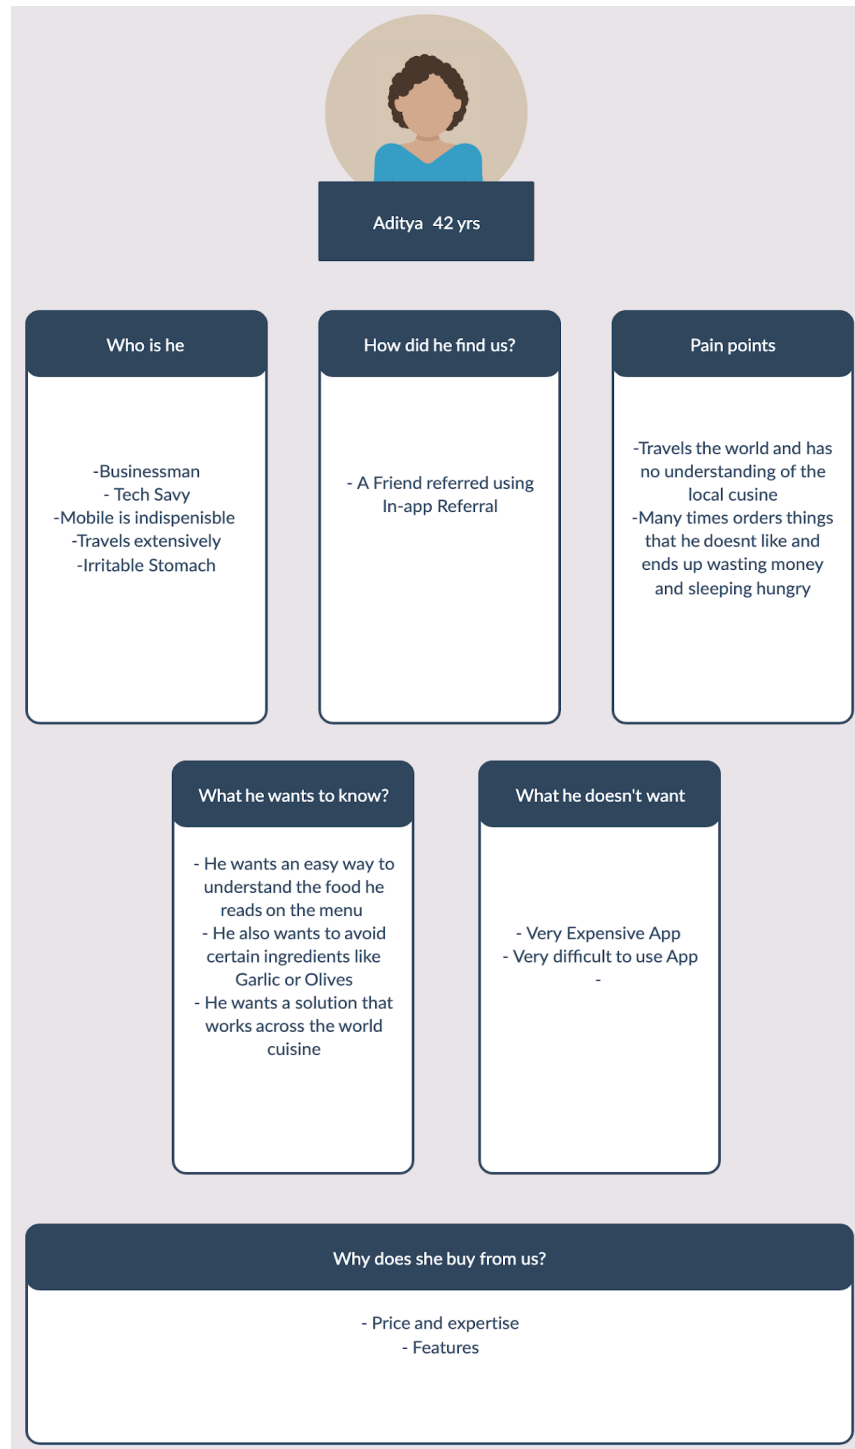 Aditya  42 yrs
Who is he
-Businessman
- Tech Savy
-Mobile is indispenisble
-Travels extensively
-Irritable Stomach
How did he find us?
- A Friend referred using
In-app Referral
Pain points
-Travels the world and has
no understanding of the
local cusine
-Many times orders things
that he doesnt like and
ends up wasting money
and sleeping hungry
What he wants to know?
- He wants an easy way to
understand the food he
reads on the menu
- He also wants to avoid
certain ingredients like
Garlic or Olives
- He wants a solution that
works across the world
cuisine
What he doesn't want
- Very Expensive App
- Very difficult to use App
-
Why does she buy from us?
- Price and expertise
- Features